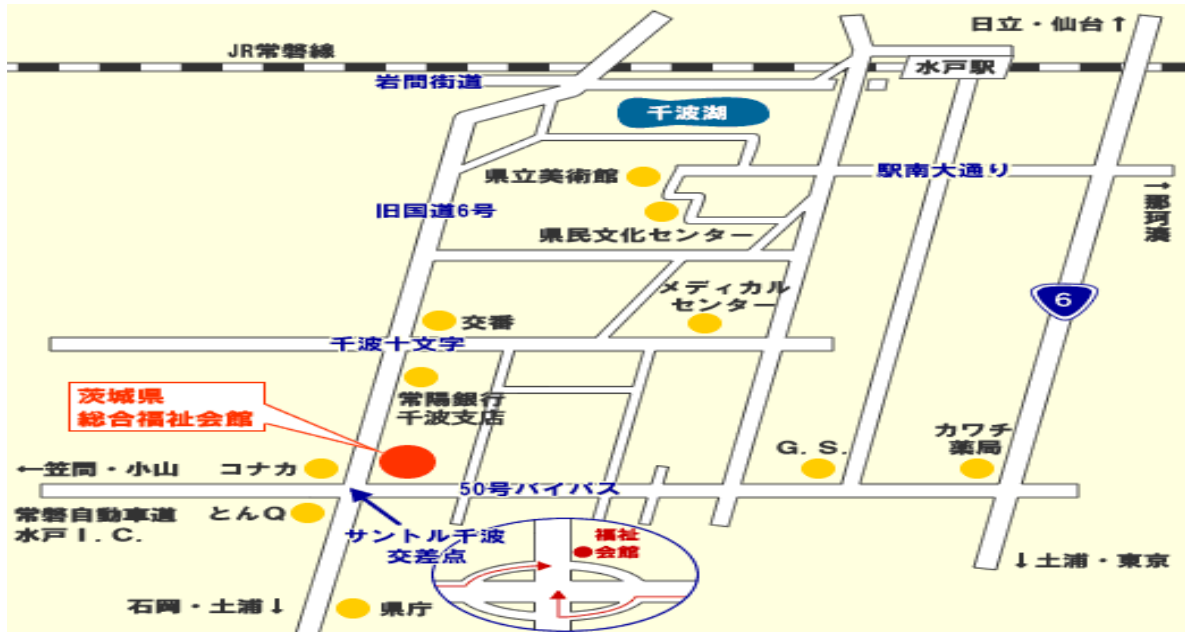 日立・仙台↑
JR常磐線
水戸駅
岩間街道
千波湖
県立美術館
駅南大通り
旧国道6号
→那珂湊
県民文化センター
メディカル
センター
6
交番
千波十文字
茨城県
総合福祉会館
常陽銀行
千波支店
カワチ
薬局
G.S.
←笠間・小山
コナカ
50号バイパス
常磐自動車道
水戸I.C.
とんQ
サントル千波
交差点
福祉
会館
↓土浦・東京
石岡・土浦↓
県庁